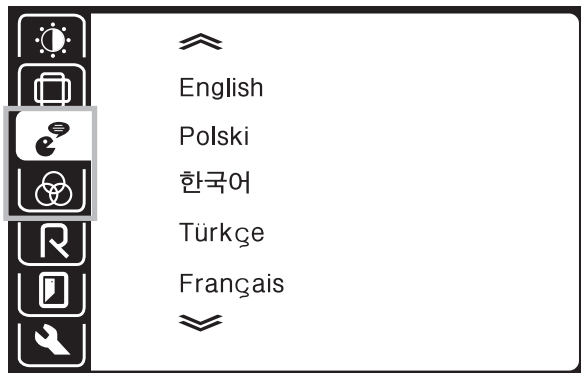 English
Polski
한국어
Türkçe
Français